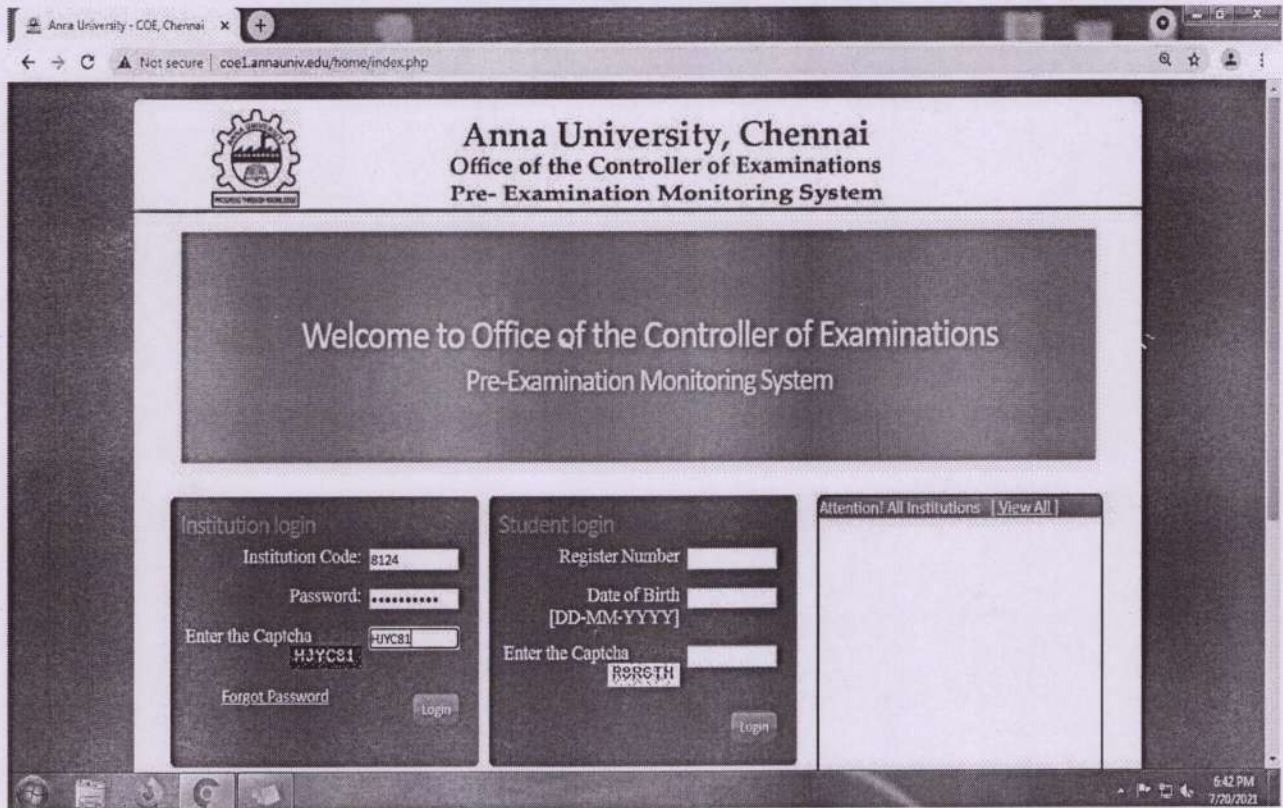 Anna University - COE, Chennai
Not secure | coe1.annauniv.edu/home/index.php
Anna University, Chennai
Office of the Controller of Examinations
Pre- Examination Monitoring System
PROGRESS THROUGH KNOWLEDGE
Welcome to Office of the Controller of Examinations
Pre-Examination Monitoring System
Institution login
Institution Code: 8124
Password: ••••••••••
Enter the Captcha HJYC81
HJYC81
Forgot Password
Login
Student login
Register Number
Date of Birth
[DD-MM-YYYY]
Enter the Captcha
Login
Attention! All Institutions [ View All ]
6:42 PM
7/20/2021